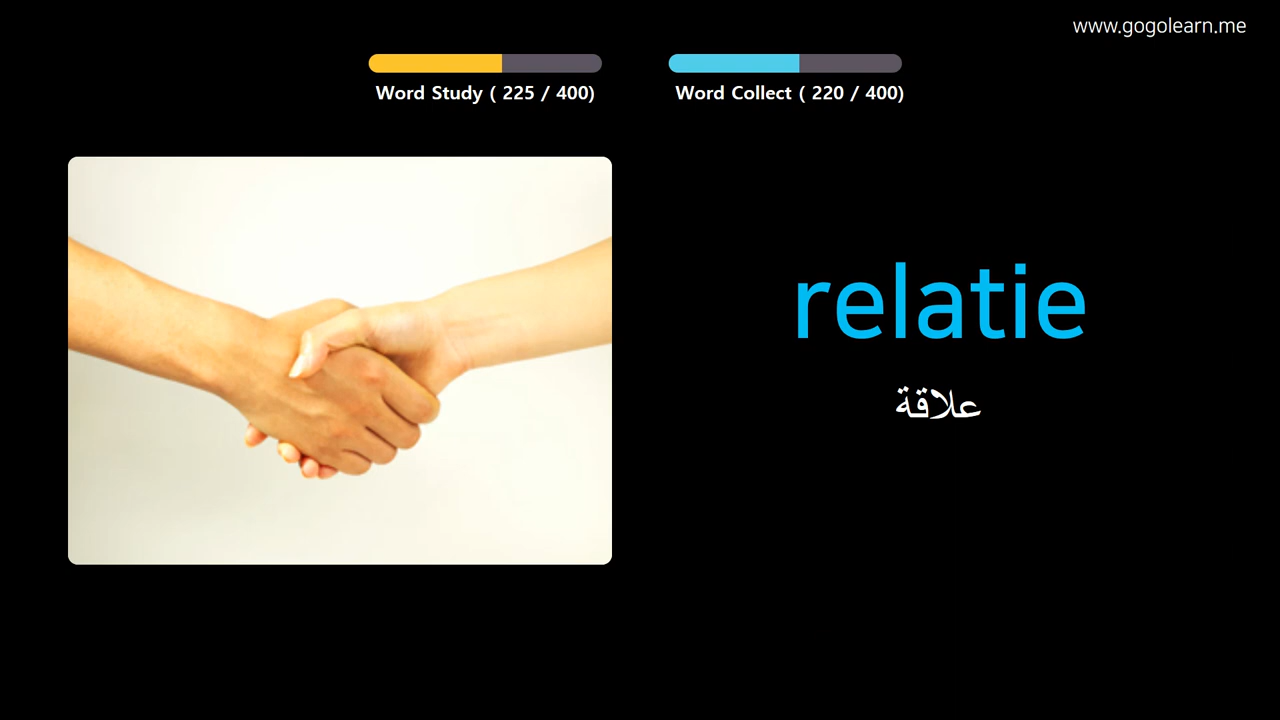 www.gogolearn.me
Word Study ( 225 / 400)
Word Collect ( 220 / 400)
relatie
علاقة